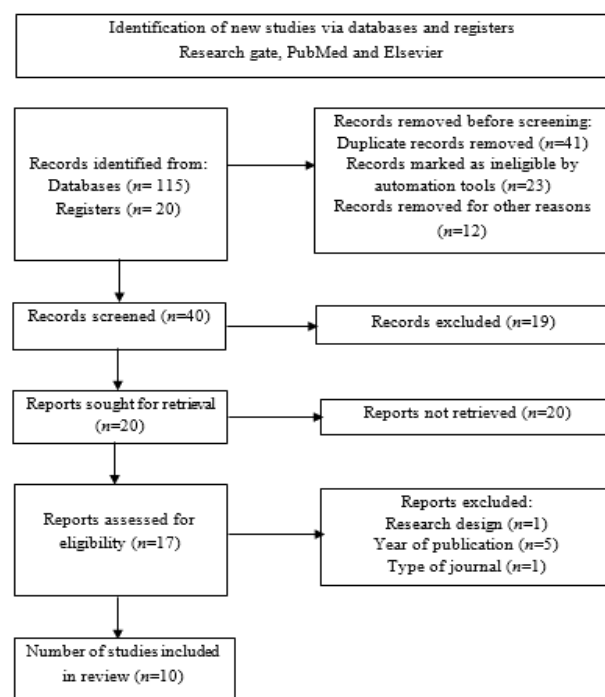 Identification of new studies via databases and registers
Research gate, PubMed and Elsevier
Records identified from:
Databases (n= 115)
Registers (n= 20)
Records removed before screening:
Duplicate records removed (n=41)
Records marked as ineligible by
automation tools (n=23)
Records removed for other reasons
(n=12)
Records screened (n=40)
Records excluded (n=19)
Reports sought for retrieval
(n=20)
Reports not retrieved (n=20)
Reports assessed for
eligibility (n=17)
Reports excluded:
Research design (n=1)
Year of publication (n=5)
Type of journal (n=1)
Number of studies included
in review (n=10)